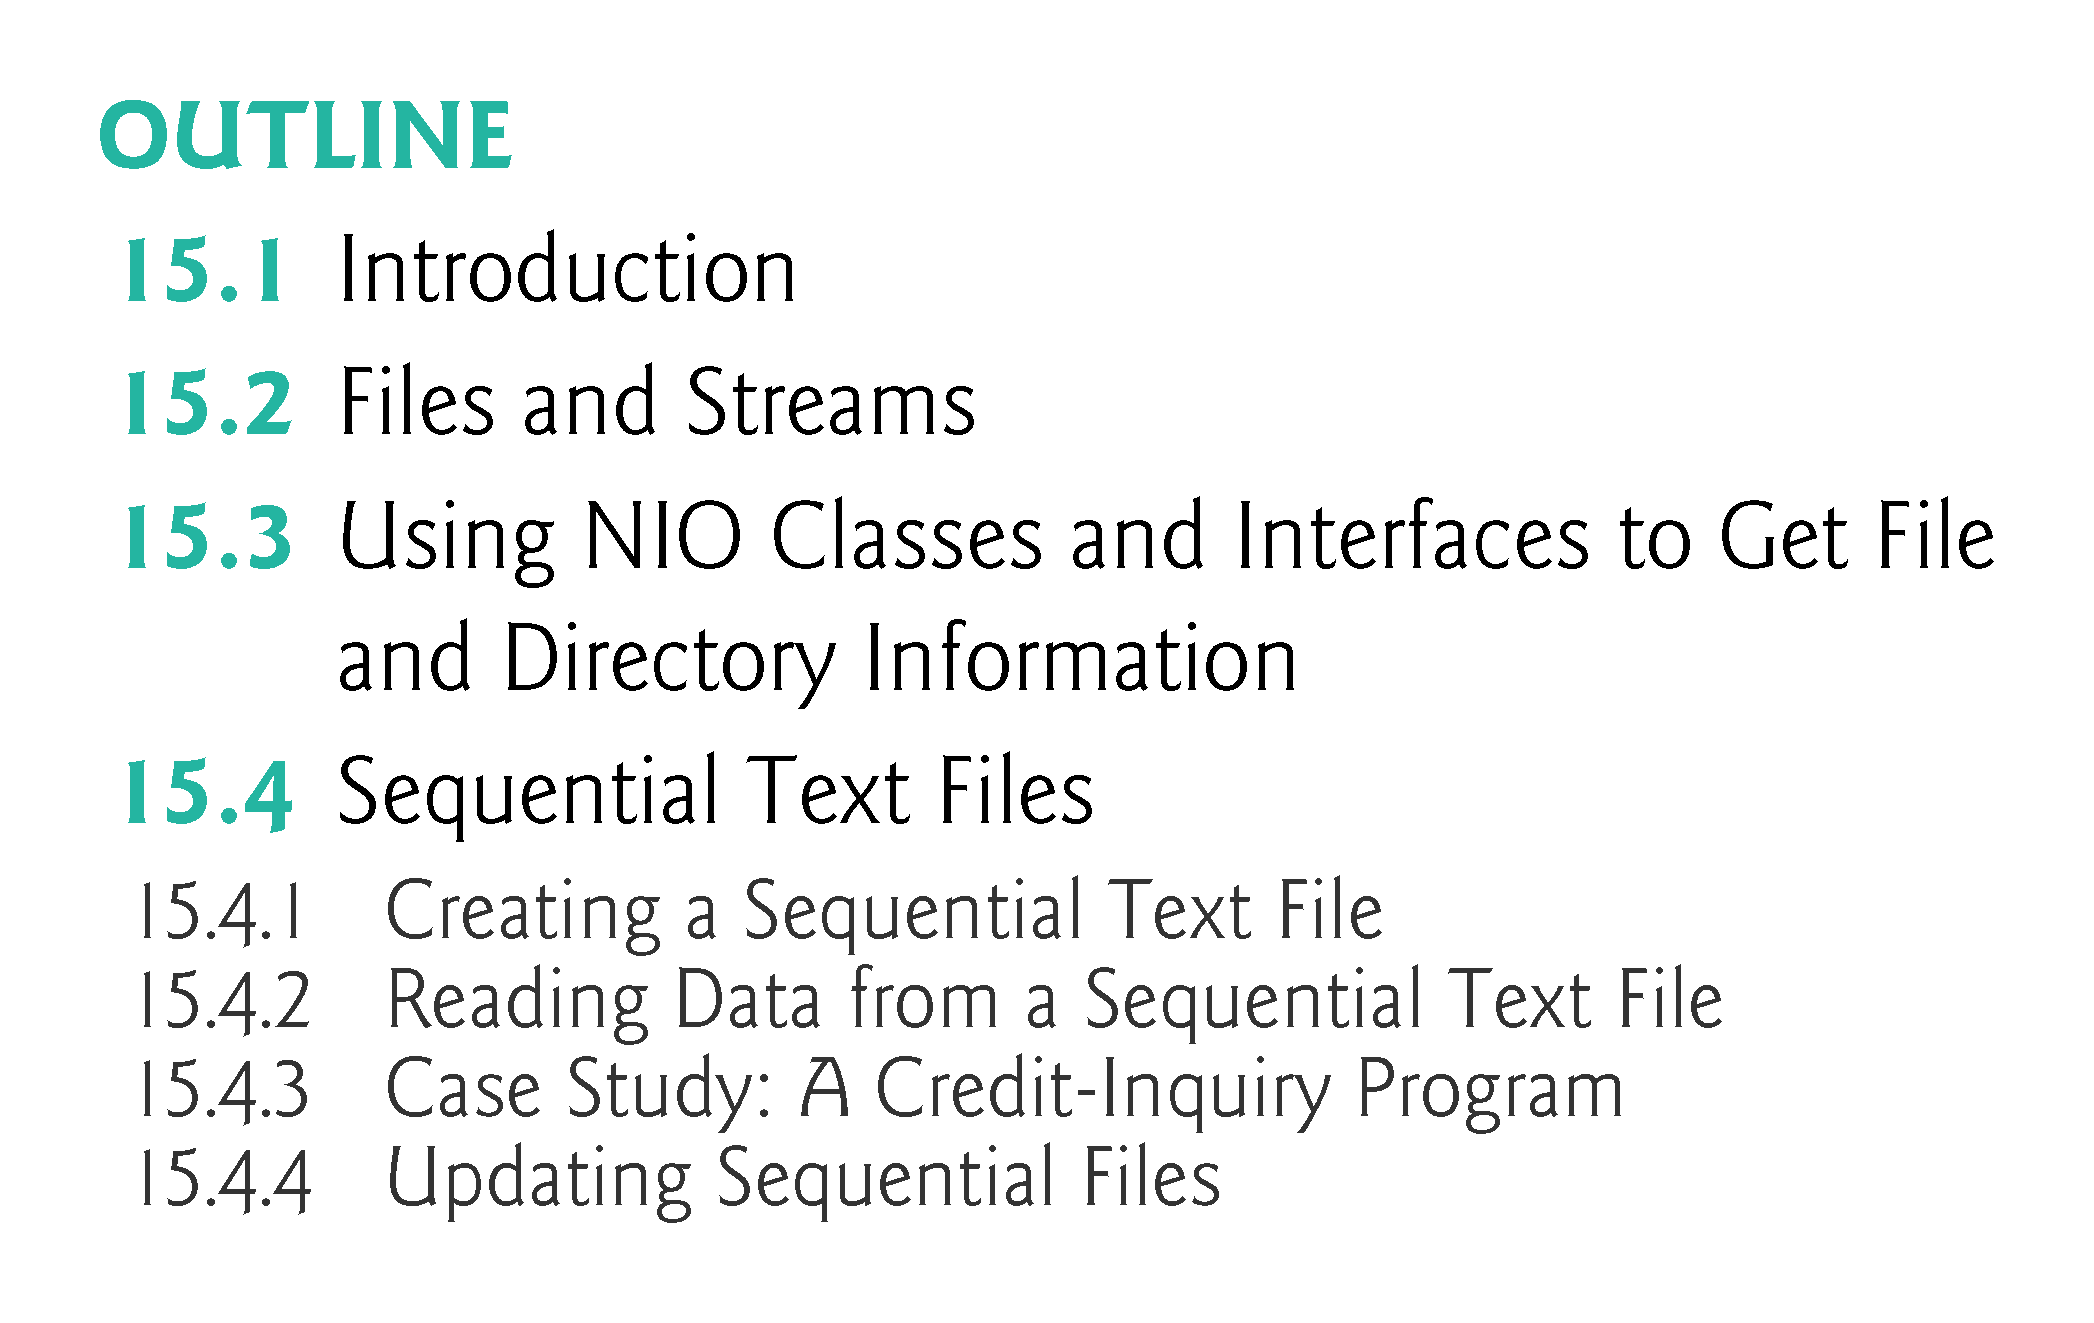 OUTLINE
15.1 Introduction
15.2 Files and Streams
15.3 Using NIO Classes and Interfaces to Get File
and Directory Information
15.4 Sequential Text Files
15.4.1 Creating a Sequential Text File
15.4.2 Reading Data from a Sequential Text File
15.4.3 Case Study: A Credit-Inquiry Program
15.4.4 Updating Sequential Files